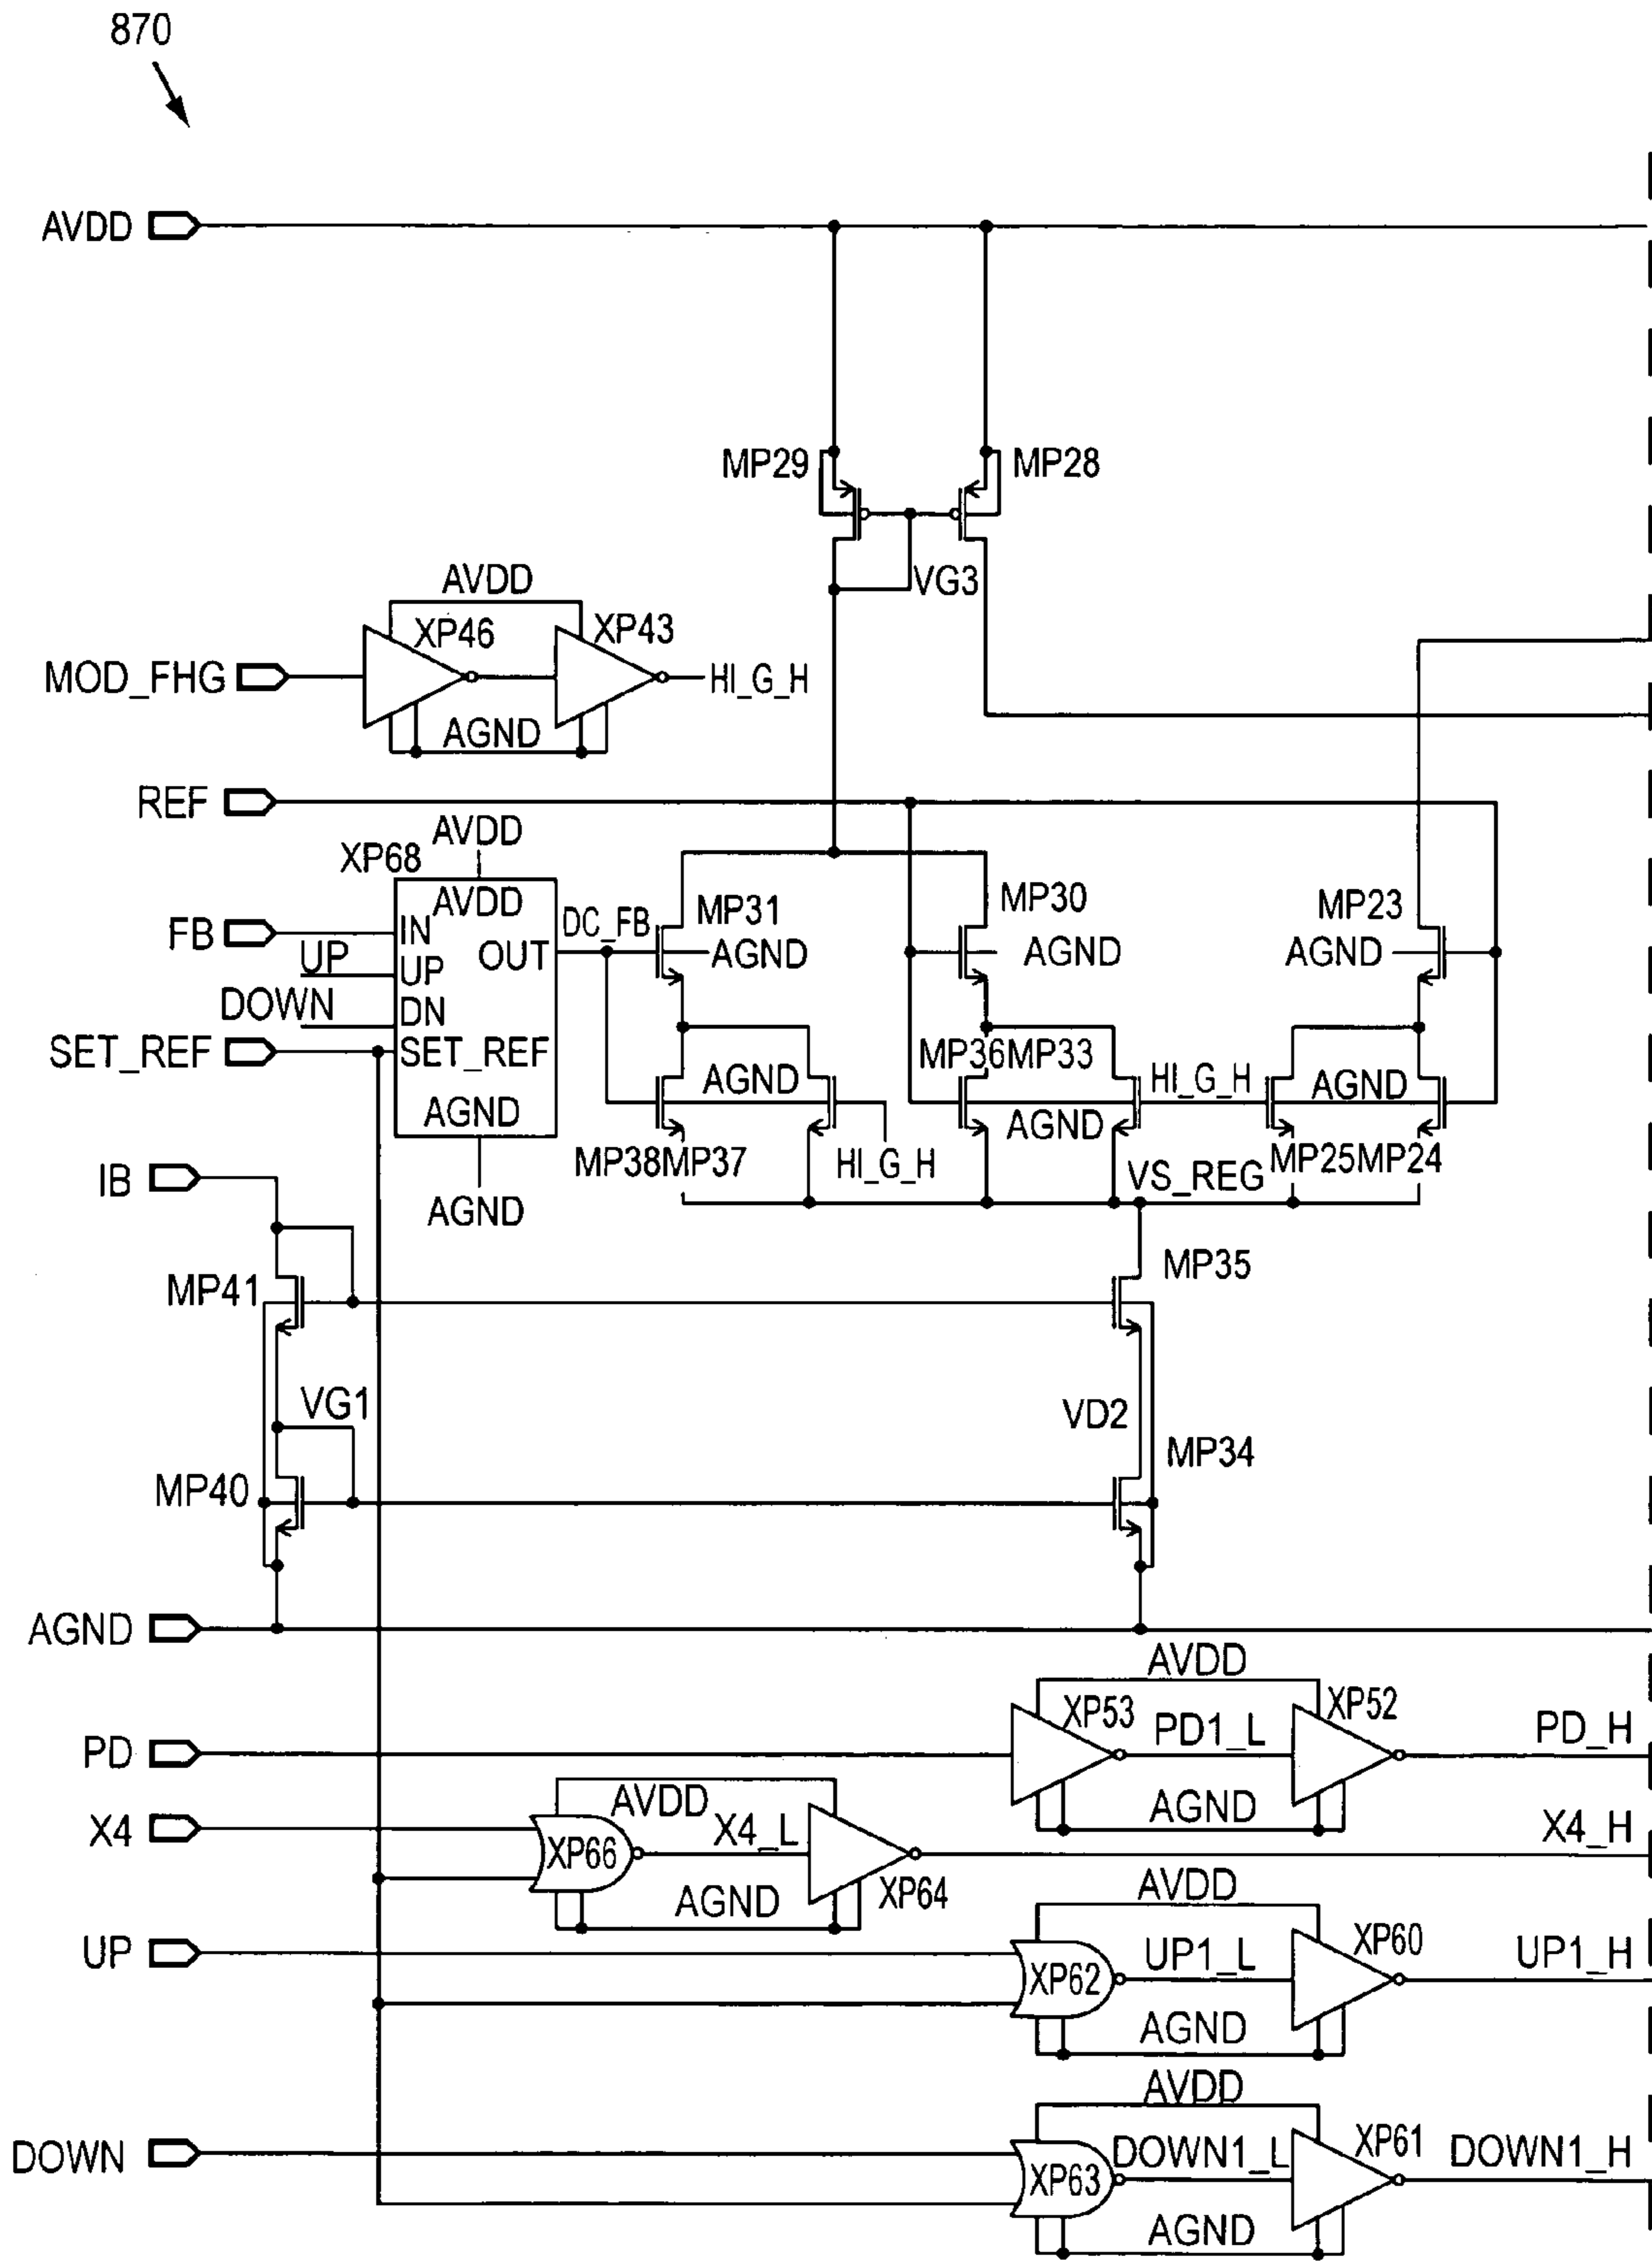 870
AVDD
MP29
MP28
VG3
AVDD
XP46
XP43
MOD_FHG
HI_G_H
AGND
REF
XP68
AVDD
AVDD
FB
IN
OUT
UP
UP
DOWN
DN
SET_REF
SET_REF
AGND
AGND
DC_FB
MP31
AGND
MP30
AGND
MP23
AGND
MP36MP33
AGND
AGND
HI_G_H
AGND
MP38MP37
HI_G_H
VS_REG
MP25MP24
IB
MP41
MP35
VG1
VD2
MP40
MP34
AGND
AVDD
PD
XP53
PD1_L
XP52
PD_H
AGND
X4
AVDD
XP66
X4_L
XP64
X4_H
AGND
UP
AVDD
XP62
UP1_L
XP60
UP1_H
AGND
DOWN
AVDD
XP63
DOWN1_L
XP61
DOWN1_H
AGND